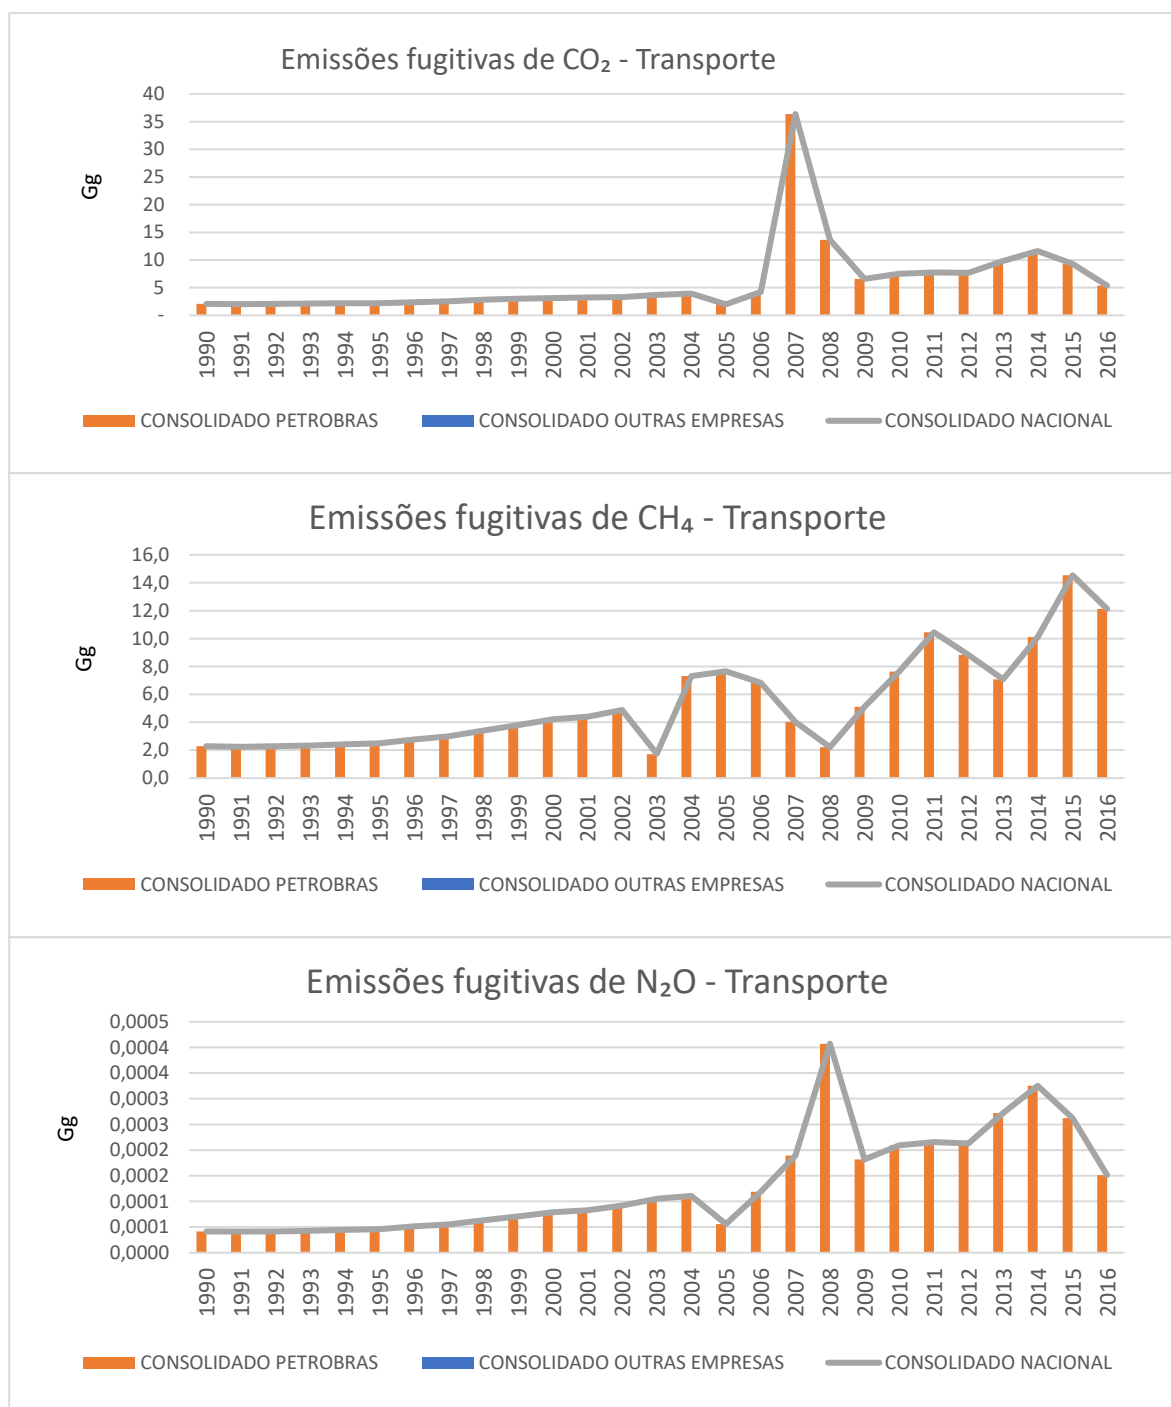 Emissões fugitivas de CO₂ - Transporte
40
35
30
25
20
15
10
5
-
Gg
1990 1991 1992 1993 1994 1995 1996 1997 1998 1999 2000 2001 2002 2003 2004 2005 2006 2007 2008 2009 2010 2011 2012 2013 2014 2015 2016
CONSOLIDADO PETROBRAS CONSOLIDADO OUTRAS EMPRESAS CONSOLIDADO NACIONAL
Emissões fugitivas de CH₄ - Transporte
16,0
14,0
12,0
10,0
8,0
6,0
4,0
2,0
0,0
Gg
1990 1991 1992 1993 1994 1995 1996 1997 1998 1999 2000 2001 2002 2003 2004 2005 2006 2007 2008 2009 2010 2011 2012 2013 2014 2015 2016
CONSOLIDADO PETROBRAS CONSOLIDADO OUTRAS EMPRESAS CONSOLIDADO NACIONAL
Emissões fugitivas de N₂O - Transporte
0,0005
0,0004
0,0004
0,0003
0,0003
0,0002
0,0002
0,0001
0,0001
0,0000
Gg
1990 1991 1992 1993 1994 1995 1996 1997 1998 1999 2000 2001 2002 2003 2004 2005 2006 2007 2008 2009 2010 2011 2012 2013 2014 2015 2016
CONSOLIDADO PETROBRAS CONSOLIDADO OUTRAS EMPRESAS CONSOLIDADO NACIONAL